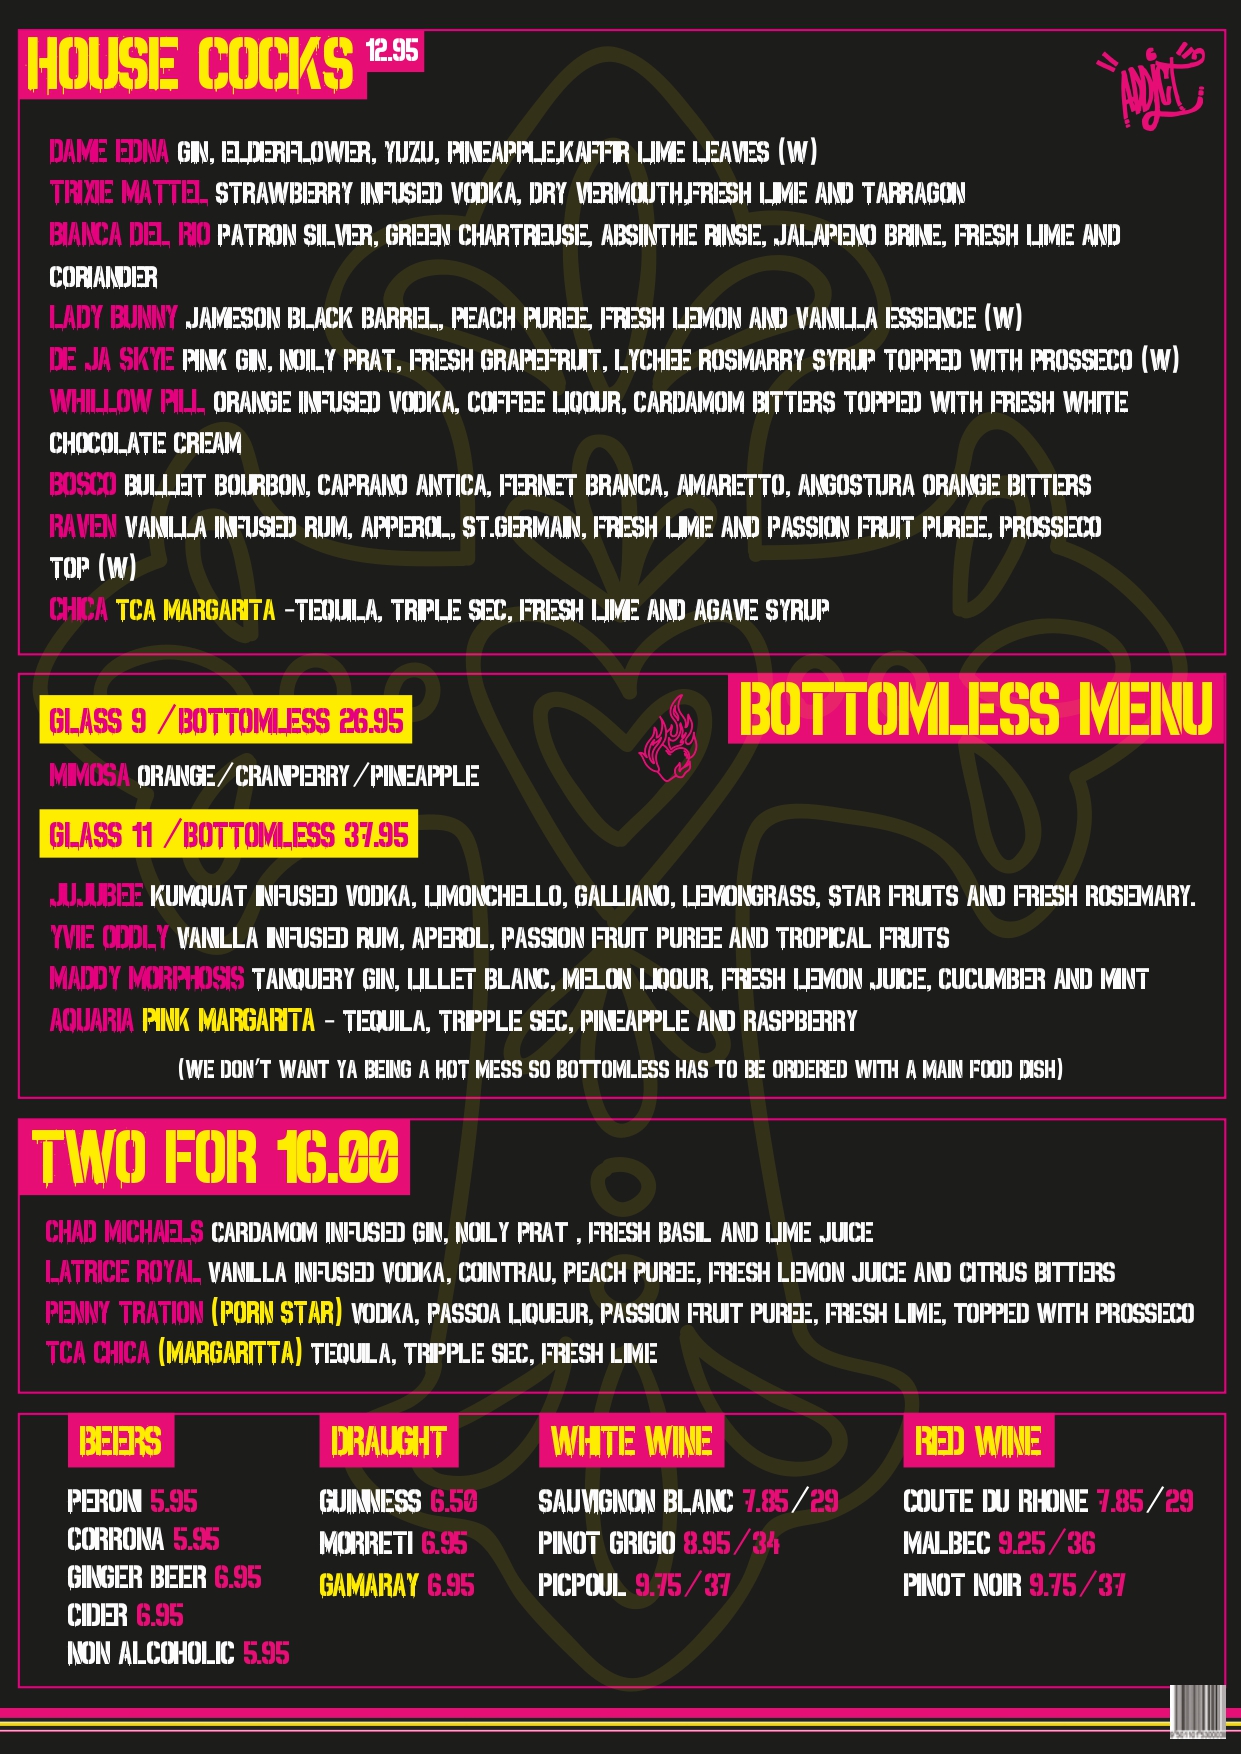 HOUSE COCKS 12.95
ADDICT
DAME EDNA GIN, ELDERFLOWER, YUZU, PINEAPPLE,KAFFIR LIME LEAVES (W)
TRIXIE MATTEL STRAWBERRY INFUSED VODKA, DRY VERMOUTH,FRESH LIME AND TARRAGON
BIANCA DEL RIO PATRON SILVER, GREEN CHARTREUSE, ABSINTHE RINSE, JALAPENO BRINE, FRESH LIME AND
CORIANDER
LADY BUNNY JAMESON BLACK BARREL, PEACH PUREE, FRESH LEMON AND VANILLA ESSENCE (W)
DE JA SKYE PINK GIN, NOILY PRAT, FRESH GRAPEFRUIT, LYCHEE ROSMARRY SYRUP TOPPED WITH PROSSECO (W)
WHILLOW PILL ORANGE INFUSED VODKA, COFFEE LIQOUR, CARDAMOM BITTERS TOPPED WITH FRESH WHITE
CHOCOLATE CREAM
BOSCO BULLEIT BOURBON, CAPRANO ANTICA, FERNET BRANCA, AMARETTO, ANGOSTURA ORANGE BITTERS
RAVEN VANILLA INFUSED RUM, APPEROL, ST.GERMAIN, FRESH LIME AND PASSION FRUIT PUREE, PROSSECO
TOP (W)
CHICA TCA MARGARITA -TEQUILA, TRIPLE SEC, FRESH LIME AND AGAVE SYRUP
BOTTOMLESS MENU
GLASS 9 /BOTTOMLESS 26.95
MIMOSA ORANGE/CRANPERRY/PINEAPPLE
GLASS 11 /BOTTOMLESS 37.95
JUJUBEE KUMQUAT INFUSED VODKA, LIMONCHELLO, GALLIANO, LEMONGRASS, STAR FRUITS AND FRESH ROSEMARY.
YVIE ODDLY VANILLA INFUSED RUM, APEROL, PASSION FRUIT PUREE AND TROPICAL FRUITS
MADDY MORPHOSIS TANQUERY GIN, LILLET BLANC, MELON LIQOUR, FRESH LEMON JUICE, CUCUMBER AND MINT
AQUARIA PINK MARGARITA - TEQUILA, TRIPPLE SEC, PINEAPPLE AND RASPBERRY
(WE DON'T WANT YA BEING A HOT MESS SO BOTTOMLESS HAS TO BE ORDERED WITH A MAIN FOOD DISH)
TWO FOR 16.00
CHAD MICHAELS CARDAMOM INFUSED GIN, NOILY PRAT , FRESH BASIL AND LIME JUICE
LATRICE ROYAL VANILLA INFUSED VODKA, COINTRAU, PEACH PUREE, FRESH LEMON JUICE AND CITRUS BITTERS
PENNY TRATION (PORN STAR) VODKA, PASSOA LIQUEUR, PASSION FRUIT PUREE, FRESH LIME, TOPPED WITH PROSSECO
TCA CHICA (MARGARITTA) TEQUILA, TRIPPLE SEC, FRESH LIME
BEERS
PERONI 5.95
CORRONA 5.95
GINGER BEER 6.95
CIDER 6.95
NON ALCOHOLIC 5.95
DRAUGHT
GUINNESS 6.50
MORRETI 6.95
GAMARAY 6.95
WHITE WINE
SAUVIGNON BLANC 7.85/29
PINOT GRIGIO 8.95/34
PICPOUL 9.75/37
RED WINE
COUTE DU RHONE 7.85/29
MALBEC 9.25/36
PINOT NOIR 9.75/37